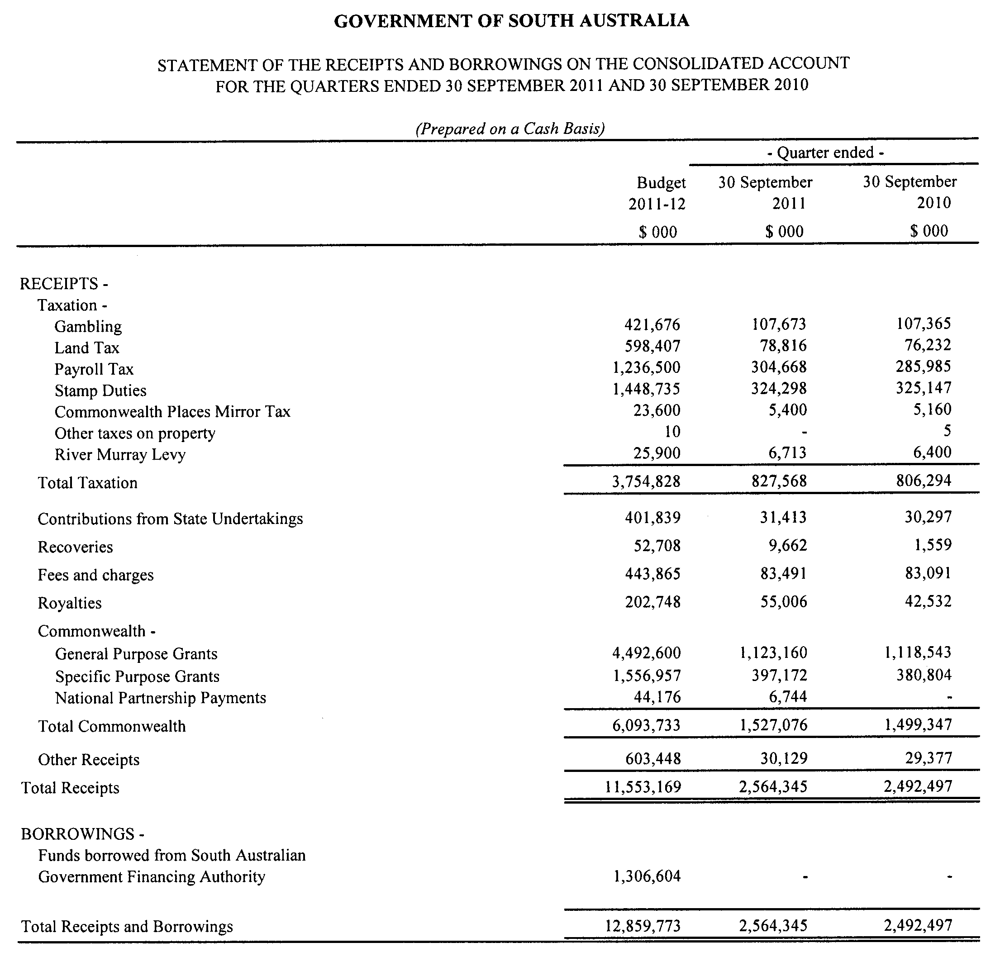 GOVERNMENT OF SOUTH AUSTRALIA
STATEMENT OF THE RECEIPTS AND BORROWINGS ON THE CONSOLIDATED ACCOUNT
FOR THE QUARTERS ENDED 30 SEPTEMBER 2011 AND 30 SEPTEMBER 2010
(Prepared on a Cash Basis)
- Quarter ended -
Budget 30 September 30 September
2011-12 2011 2010
$ 000 $ 000 $ 000
RECEIPTS -
Taxation -
Gambling 421,676 107,673 107,365
Land Tax 598,407 78,816 76,232
Payroll Tax 1,236,500 304,668 285,985
Stamp Duties 1,448,735 324,298 325,147
Commonwealth Places Mirror Tax 23,600 5,400 5,160
Other taxes on property 10 - 5
River Murray Levy 25,900 6,713 6,400
Total Taxation 3,754,828 827,568 806,294
Contributions from State Undertakings 401,839 31,413 30,297
Recoveries 52,708 9,662 1,559
Fees and charges 443,865 83,491 83,091
Royalties 202,748 55,006 42,532
Commonwealth -
General Purpose Grants 4,492,600 1,123,160 1,118,543
Specific Purpose Grants 1,556,957 397,172 380,804
National Partnership Payments 44,176 6,744 -
Total Commonwealth 6,093,733 1,527,076 1,499,347
Other Receipts 603,448 30,129 29,377
Total Receipts 11,553,169 2,564,345 2,492,497
BORROWINGS -
Funds borrowed from South Australian
Government Financing Authority 1,306,604 - -
Total Receipts and Borrowings 12,859,773 2,564,345 2,492,497